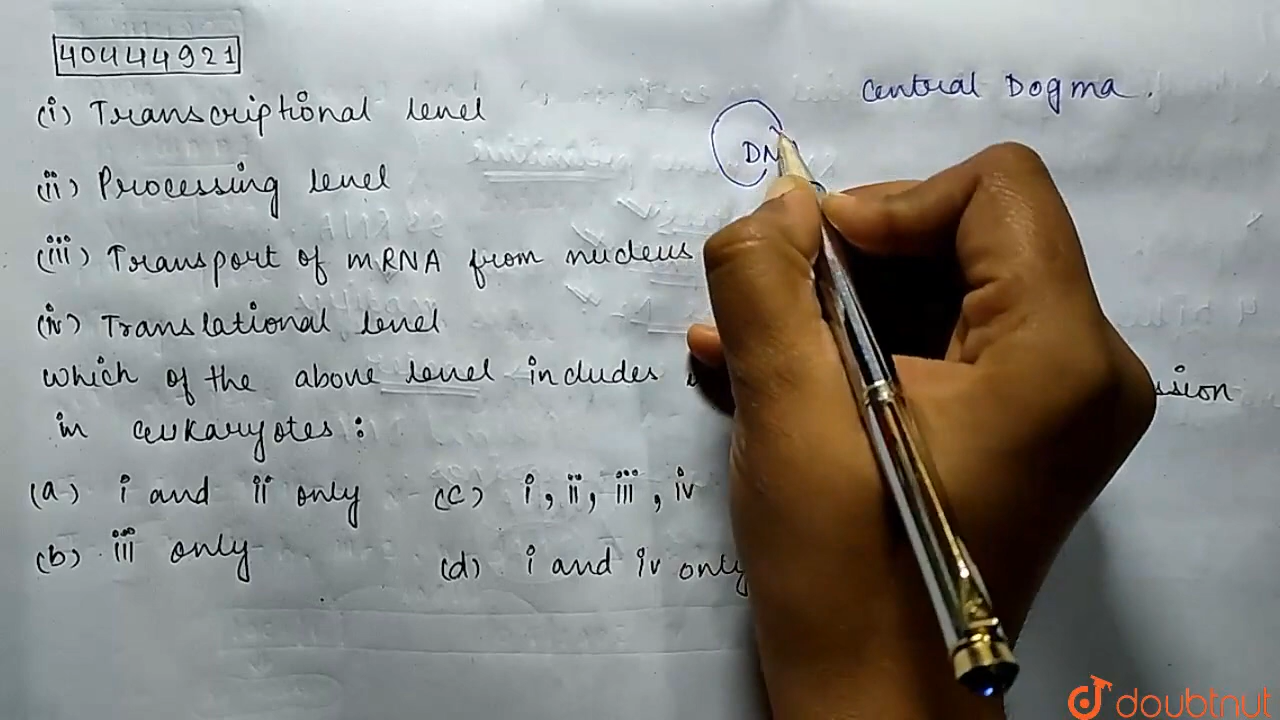 40444921
Central Dogma.
(i) Transcriptional level
DN
(ii) Processing level
(iii) Transport of mRNA from nucleus
(iv) Translational level
which of the above level includes
in eukaryotes:
(a) i and ii only (c) i, ii, iii, iv
(b) iii only (d) i and iv only
doubtnut